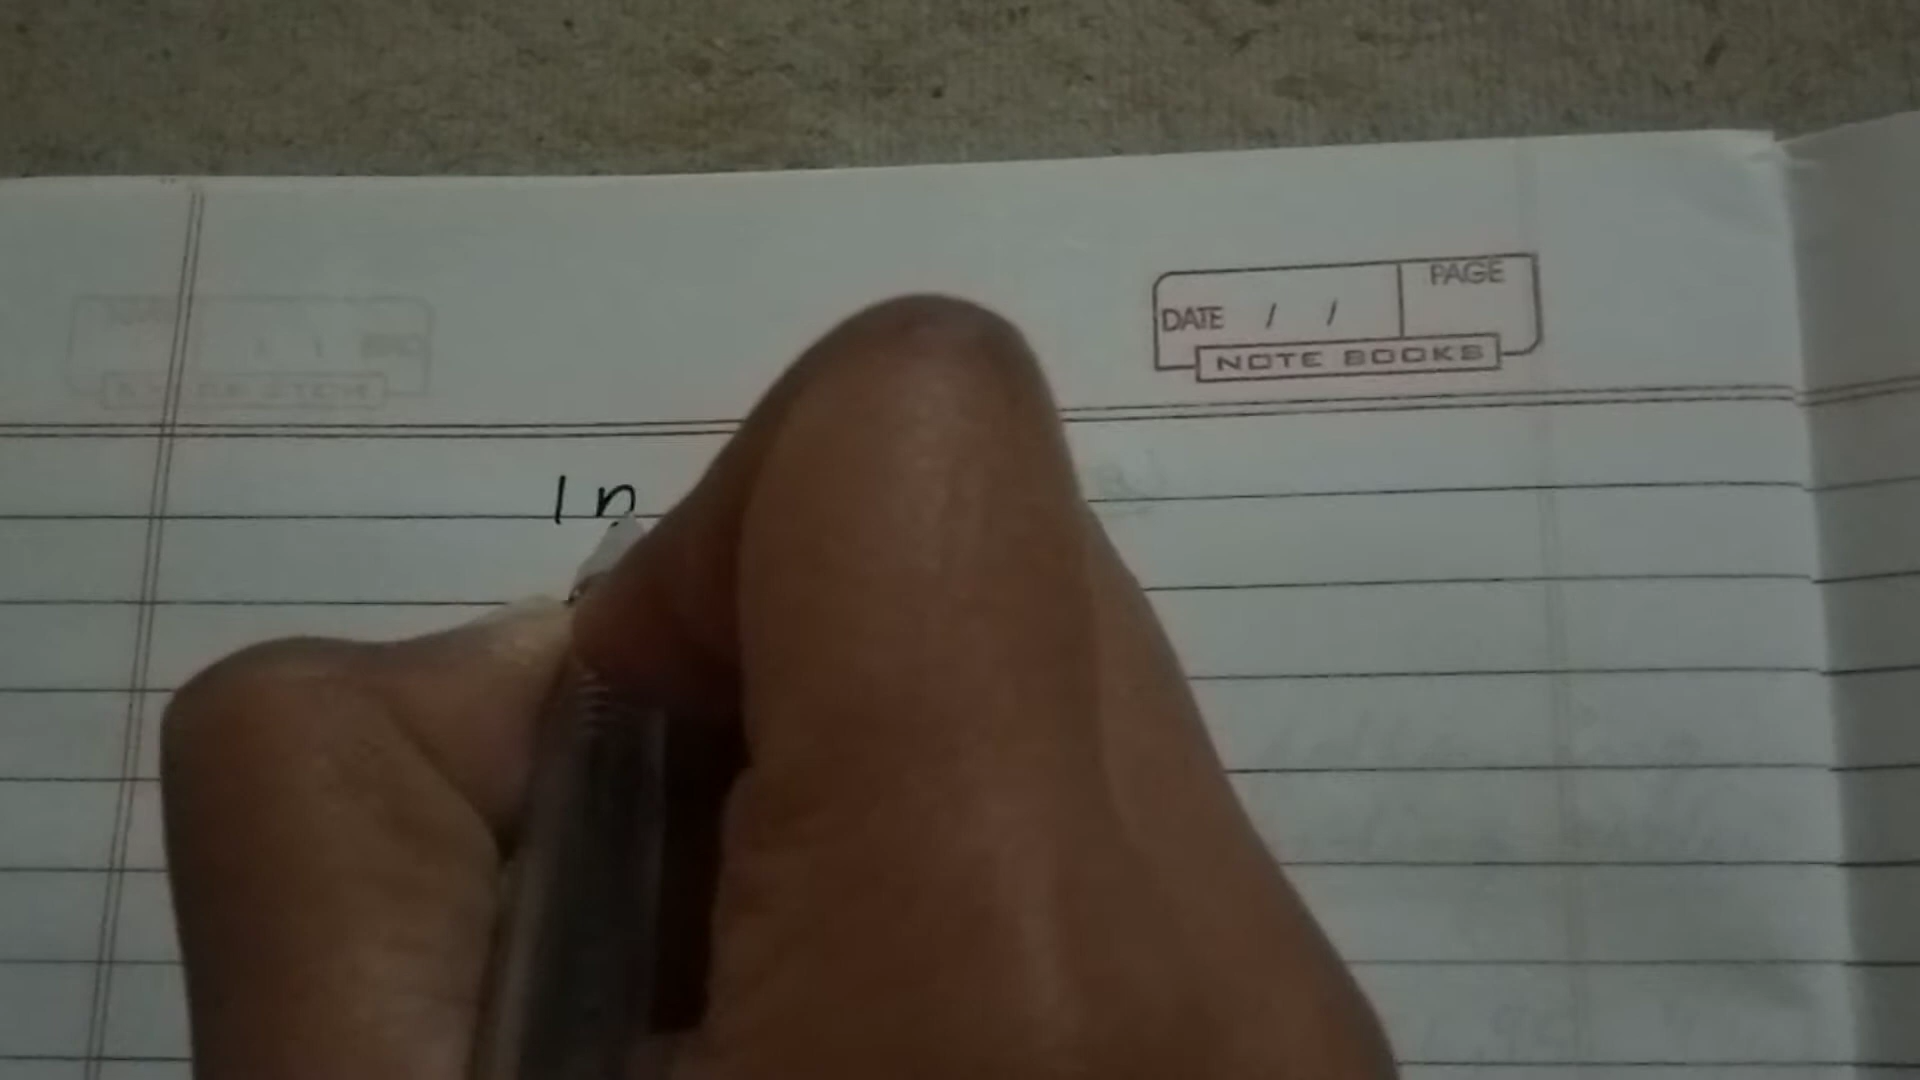 PAGE
DATE / /
NOTE BOOKS
In